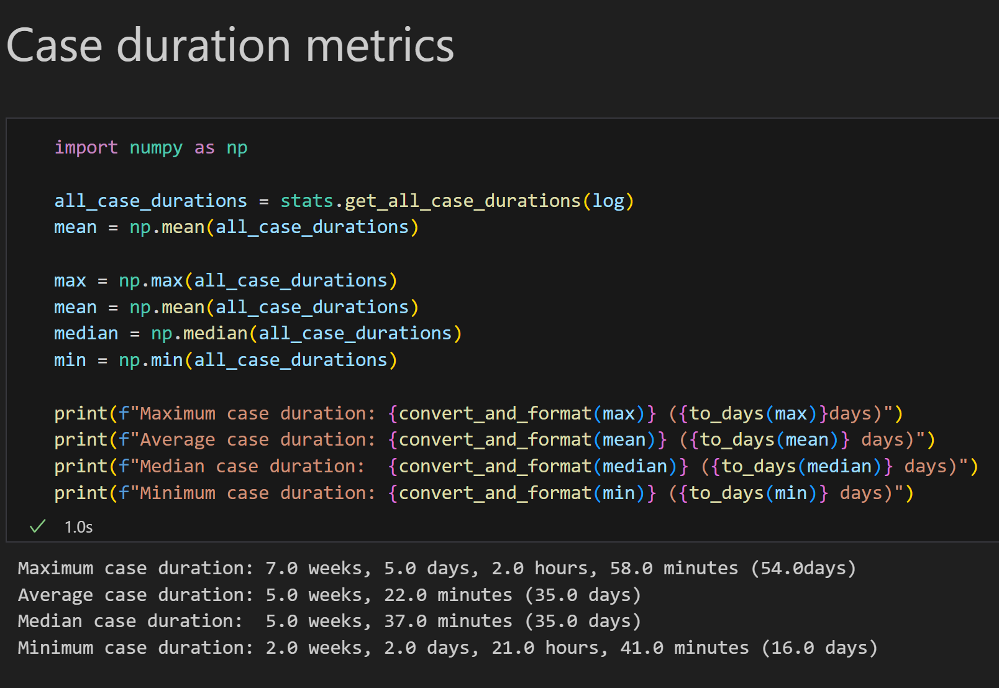 Case duration metrics
import numpy as np
all_case_durations = stats.get_all_case_durations(log)
mean = np.mean(all_case_durations)
max = np.max(all_case_durations)
mean = np.mean(all_case_durations)
median = np.median(all_case_durations)
min = np.min(all_case_durations)
print(f"Maximum case duration: {convert_and_format(max)} ({to_days(max)}days)")
print(f"Average case duration: {convert_and_format(mean)} ({to_days(mean)} days)")
print(f"Median case duration:  {convert_and_format(median)} ({to_days(median)} days)")
print(f"Minimum case duration: {convert_and_format(min)} ({to_days(min)} days)")
1.0s
Maximum case duration: 7.0 weeks, 5.0 days, 2.0 hours, 58.0 minutes (54.0days)
Average case duration: 5.0 weeks, 22.0 minutes (35.0 days)
Median case duration:  5.0 weeks, 37.0 minutes (35.0 days)
Minimum case duration: 2.0 weeks, 2.0 days, 21.0 hours, 41.0 minutes (16.0 days)